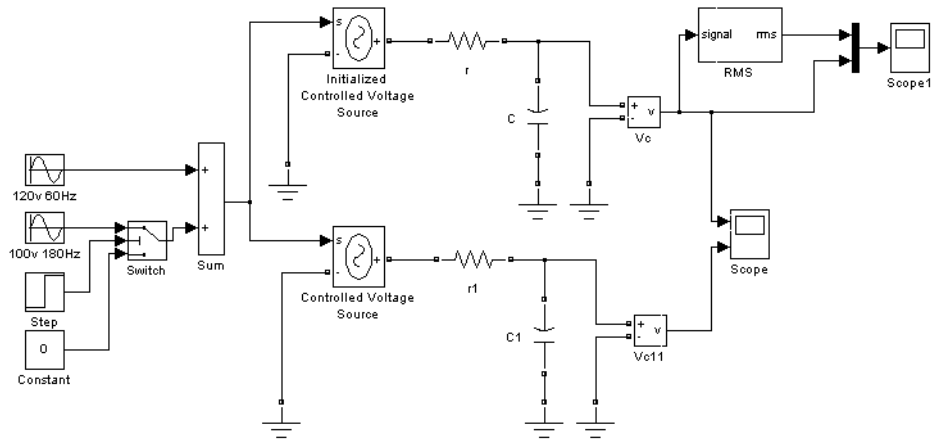 s
+
-
Initialized
Controlled Voltage
Source
r
C
+
-
v
Vc
signal
rms
RMS
Scope1
120v 60Hz
100v 180Hz
Switch
Step
0
Constant
+
+
Sum
s
+
-
Controlled Voltage
Source
r1
C1
+
-
v
Vc11
Scope